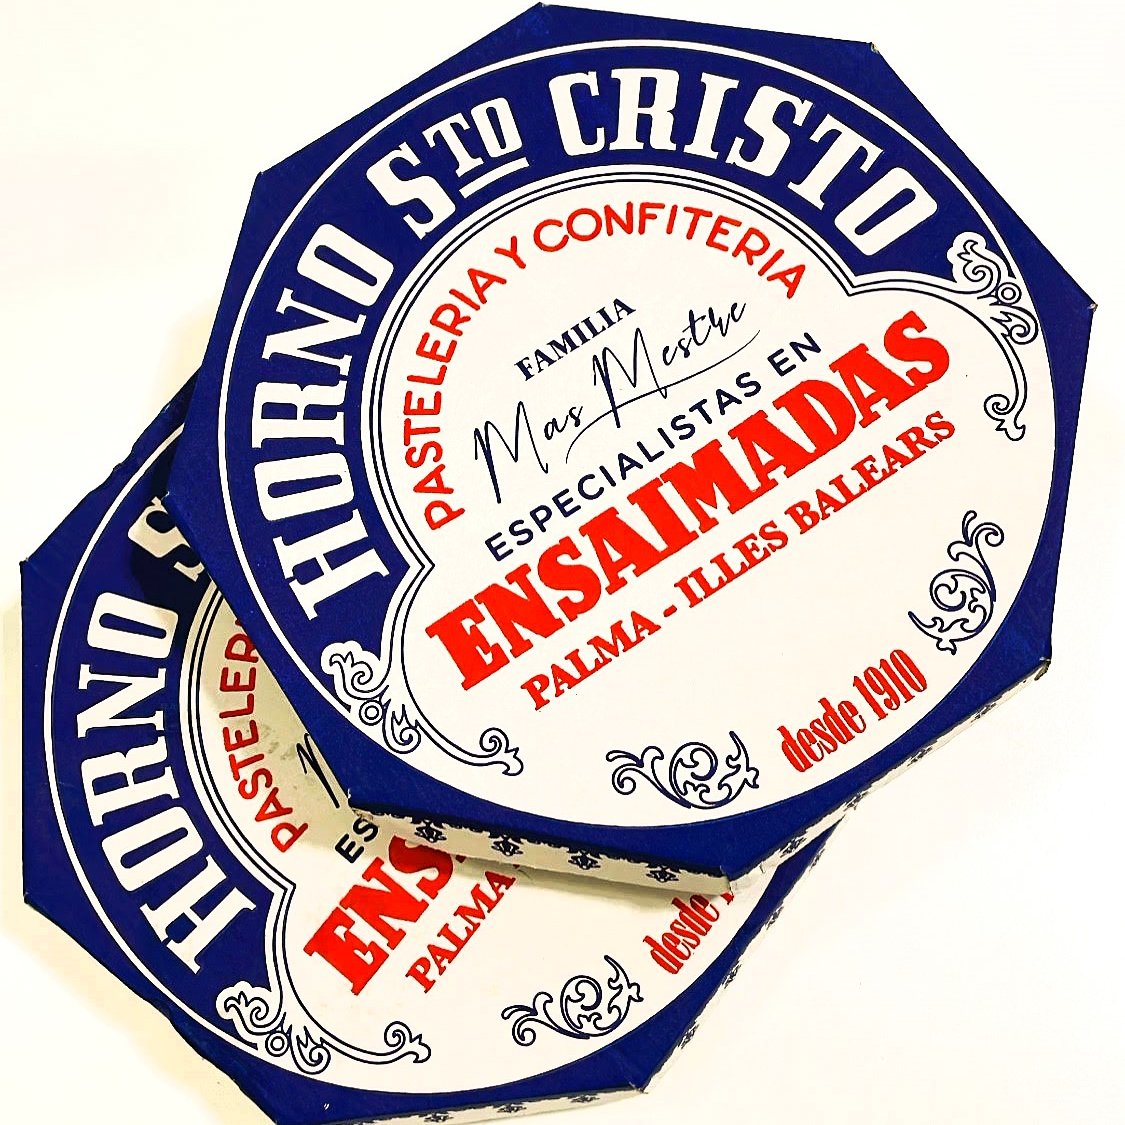 HORNO STO CRISTO
PASTELERIA Y CONFITERIA
FAMILIA
Mas Mestre
ESPECIALISTAS EN
ENSAIMADAS
PALMA - ILLES BALEARS
desde 1910
HORNO S
PASTELER
M
ES
ENS
PALMA
desde